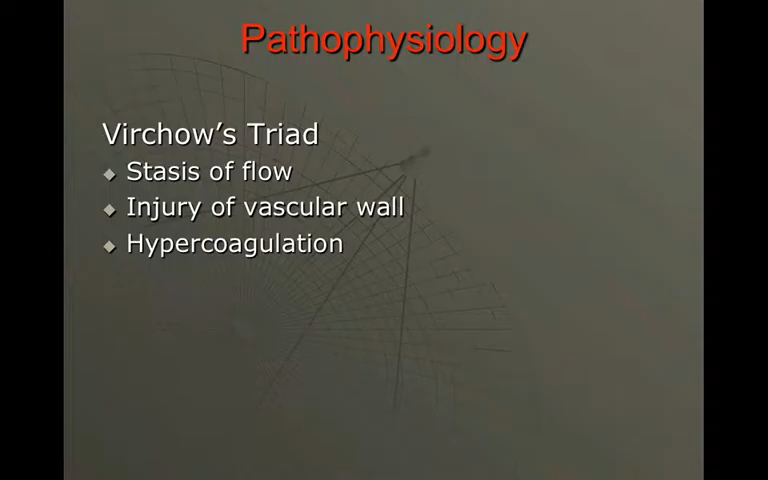 Pathophysiology
Virchow’s Triad
Stasis of flow
Injury of vascular wall
Hypercoagulation